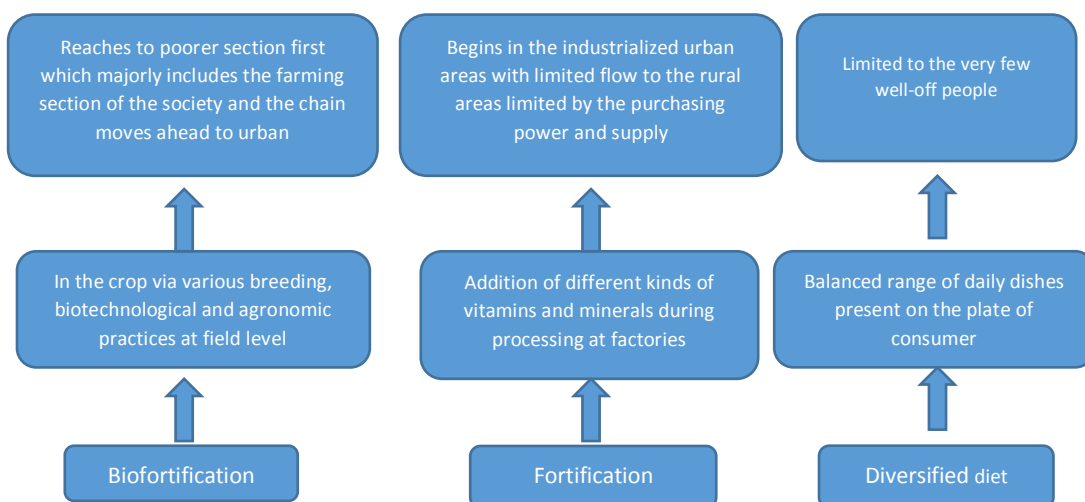 Reaches to poorer section first
which majorly includes the farming
section of the society and the chain
moves ahead to urban
Begins in the industrialized urban
areas with limited flow to the rural
areas limited by the purchasing
power and supply
Limited to the very few
well-off people
In the crop via various breeding,
biotechnological and agronomic
practices at field level
Addition of different kinds of
vitamins and minerals during
processing at factories
Balanced range of daily dishes
present on the plate of
consumer
Biofortification
Fortification
Diversified diet